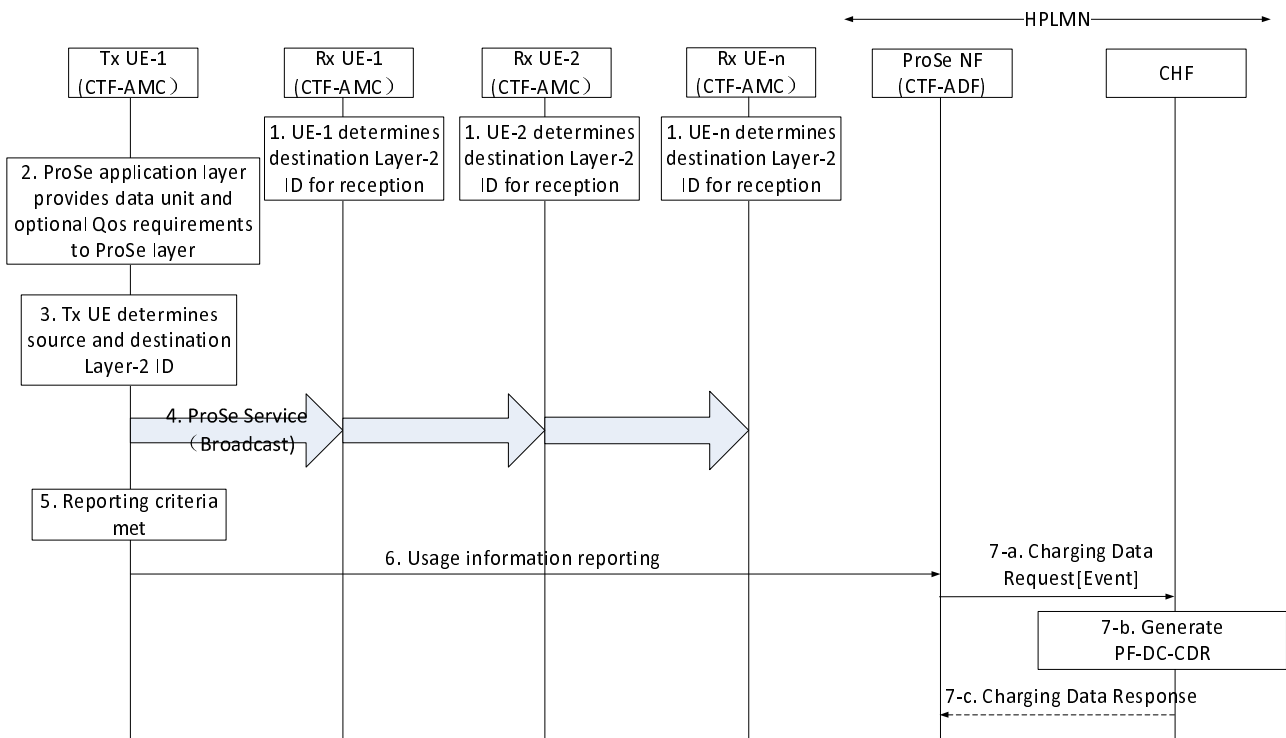 HPLMN
Tx UE-1
(CTF-AMC）
Rx UE-1
(CTF-AMC）
Rx UE-2
(CTF-AMC）
Rx UE-n
(CTF-AMC）
ProSe NF
(CTF-ADF)
CHF
1. UE-1 determines
destination Layer-2
ID for reception
1. UE-2 determines
destination Layer-2
ID for reception
1. UE-n determines
destination Layer-2
ID for reception
2. ProSe application layer
provides data unit and
optional Qos requirements
to ProSe layer
3. Tx UE determines
source and destination
Layer-2 ID
4. ProSe Service
（Broadcast)
5. Reporting criteria
met
6. Usage information reporting
7-a. Charging Data
Request[Event]
7-b. Generate
PF-DC-CDR
7-c. Charging Data Response